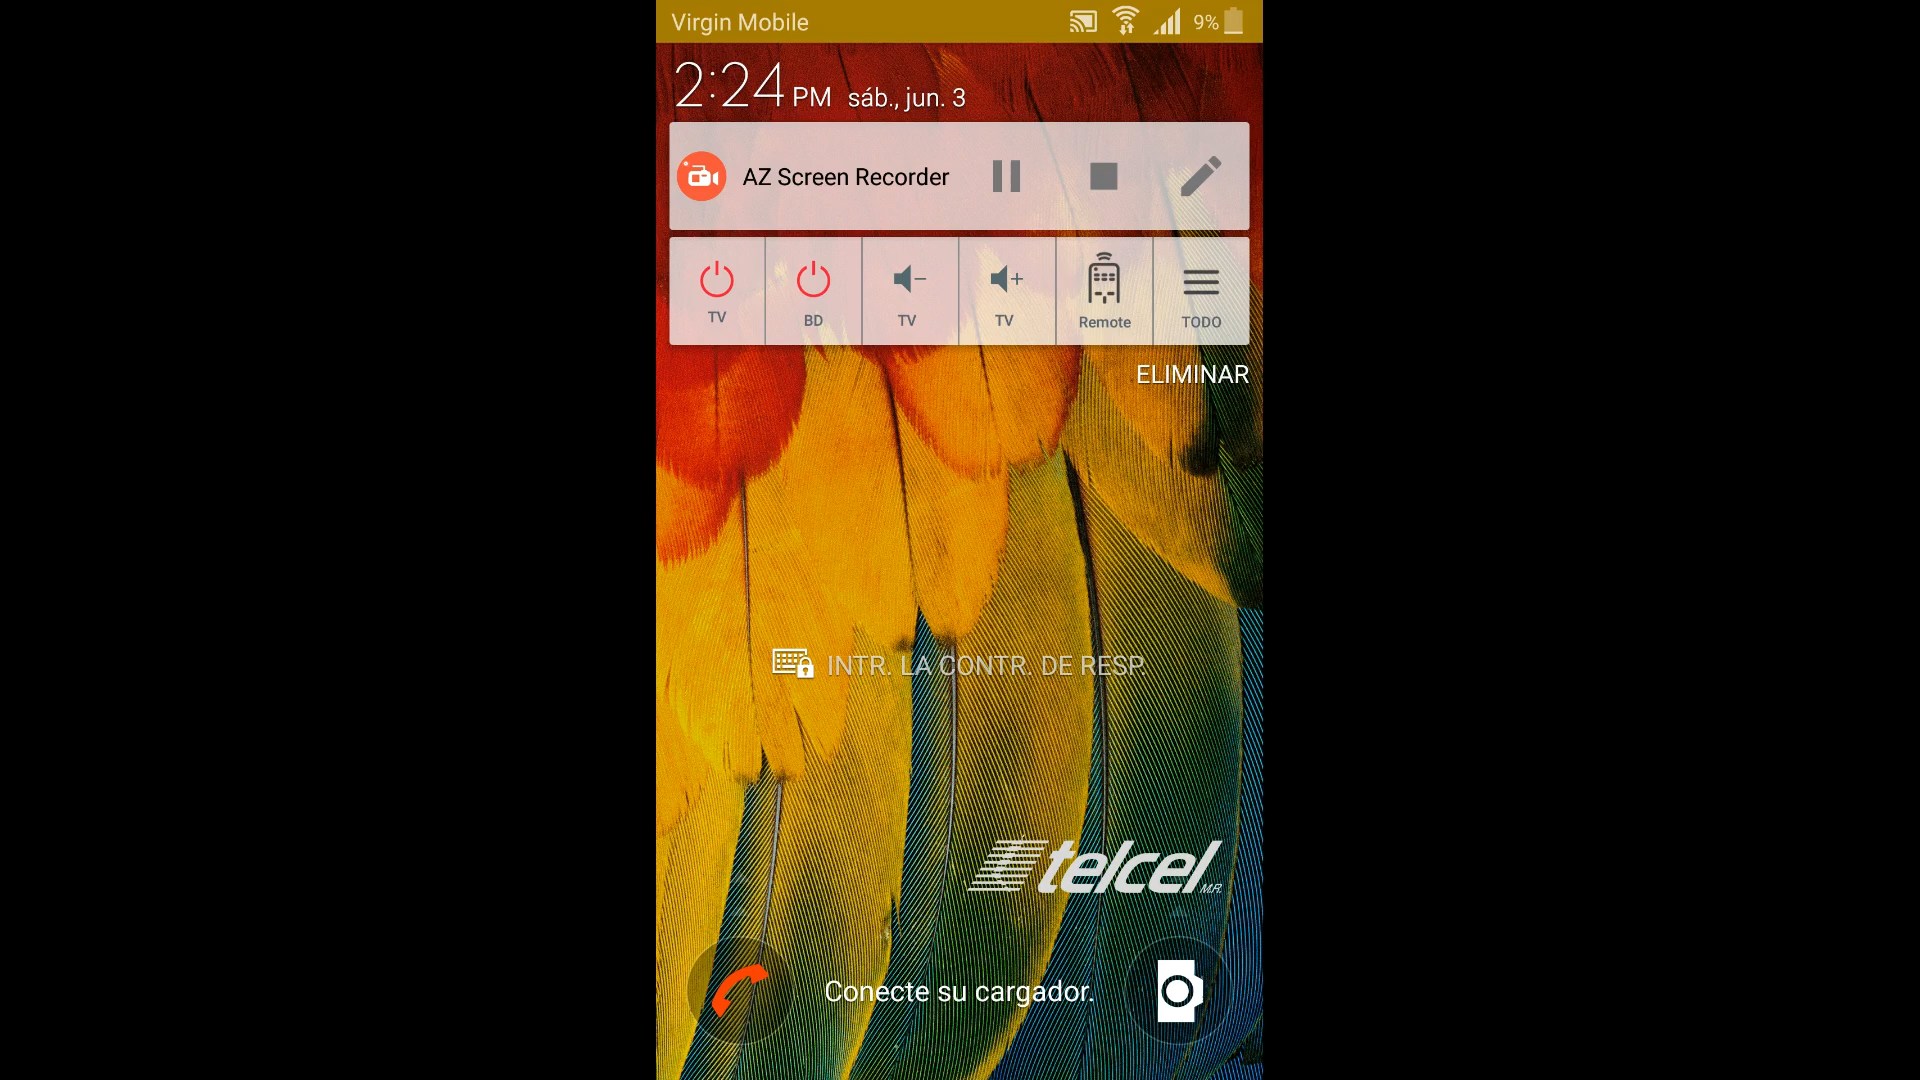 Virgin Mobile 9%
2:24 PM sáb., jun. 3
AZ Screen Recorder
TV BD TV TV Remote TODO
ELIMINAR
INTR. LA CONTR. DE RESP.
telcel M.R.
Conecte su cargador.